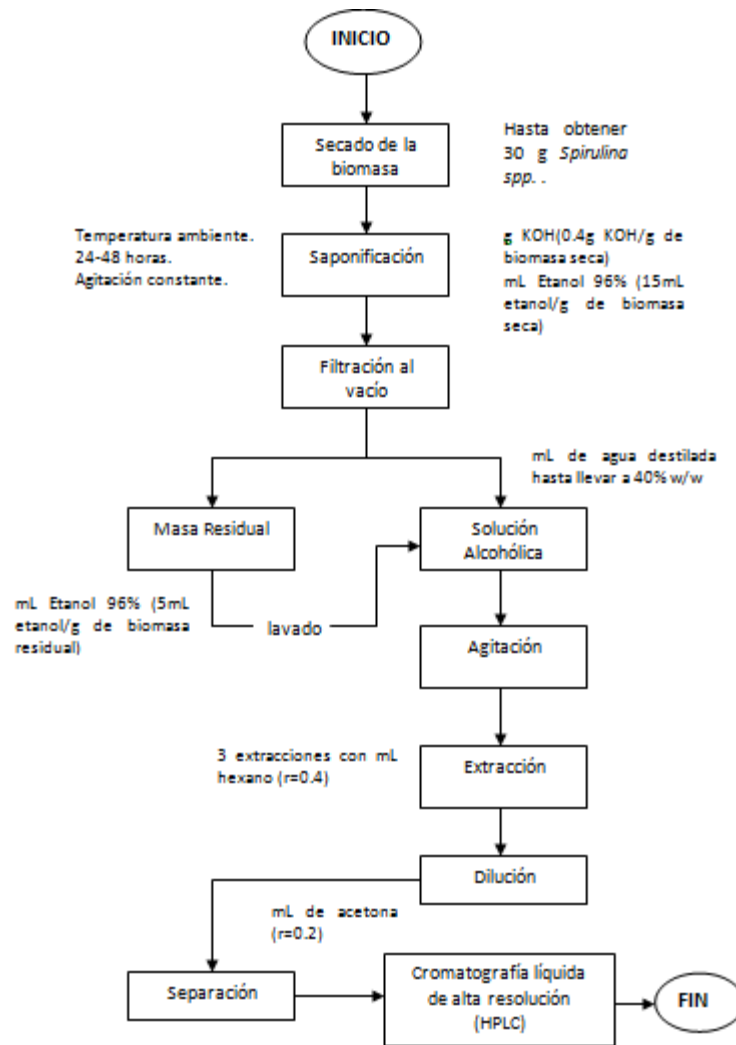 INICIO
Secado de la
biomasa
Hasta obtener
30 g Spirulina
spp. .
Temperatura ambiente.
24-48 horas.
Agitación constante.
Saponificación
g KOH(0.4g KOH/g de
biomasa seca)
mL Etanol 96% (15mL
etanol/g de biomasa
seca)
Filtración al
vacío
mL de agua destilada
hasta llevar a 40% w/w
Masa Residual
Solución
Alcohólica
mL Etanol 96% (5mL
etanol/g de biomasa
residual)
lavado
Agitación
3 extracciones con mL
hexano (r=0.4)
Extracción
Dilución
mL de acetona
(r=0.2)
Separación
Cromatografía líquida
de alta resolución
(HPLC)
FIN